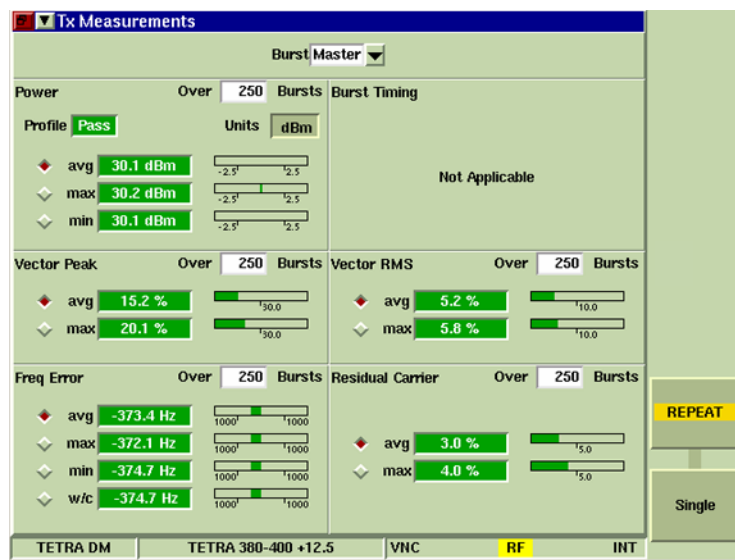 Tx Measurements
Burst Master
Power Over 250 Bursts
Profile Pass Units dBm
avg 30.1 dBm -2.5 2.5
max 30.2 dBm -2.5 2.5
min 30.1 dBm -2.5 2.5
Burst Timing
Not Applicable
Vector Peak Over 250 Bursts
avg 15.2 % 30.0
max 20.1 % 30.0
Vector RMS Over 250 Bursts
avg 5.2 % 10.0
max 5.8 % 10.0
Freq Error Over 250 Bursts
avg -373.4 Hz 1000 1000
max -372.1 Hz 1000 1000
min -374.7 Hz 1000 1000
w/c -374.7 Hz 1000 1000
Residual Carrier Over 250 Bursts
avg 3.0 % 5.0
max 4.0 % 5.0
REPEAT
Single
TETRA DM TETRA 380-400 +12.5 VNC RF INT